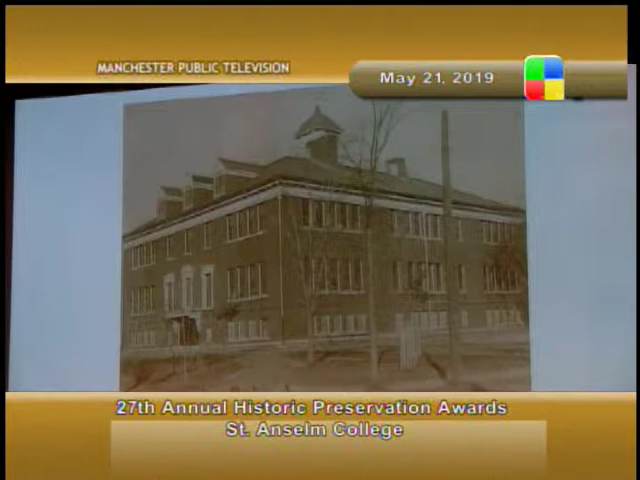 MANCHESTER PUBLIC TELEVISION
May 21, 2019
27th Annual Historic Preservation Awards
St. Anselm College